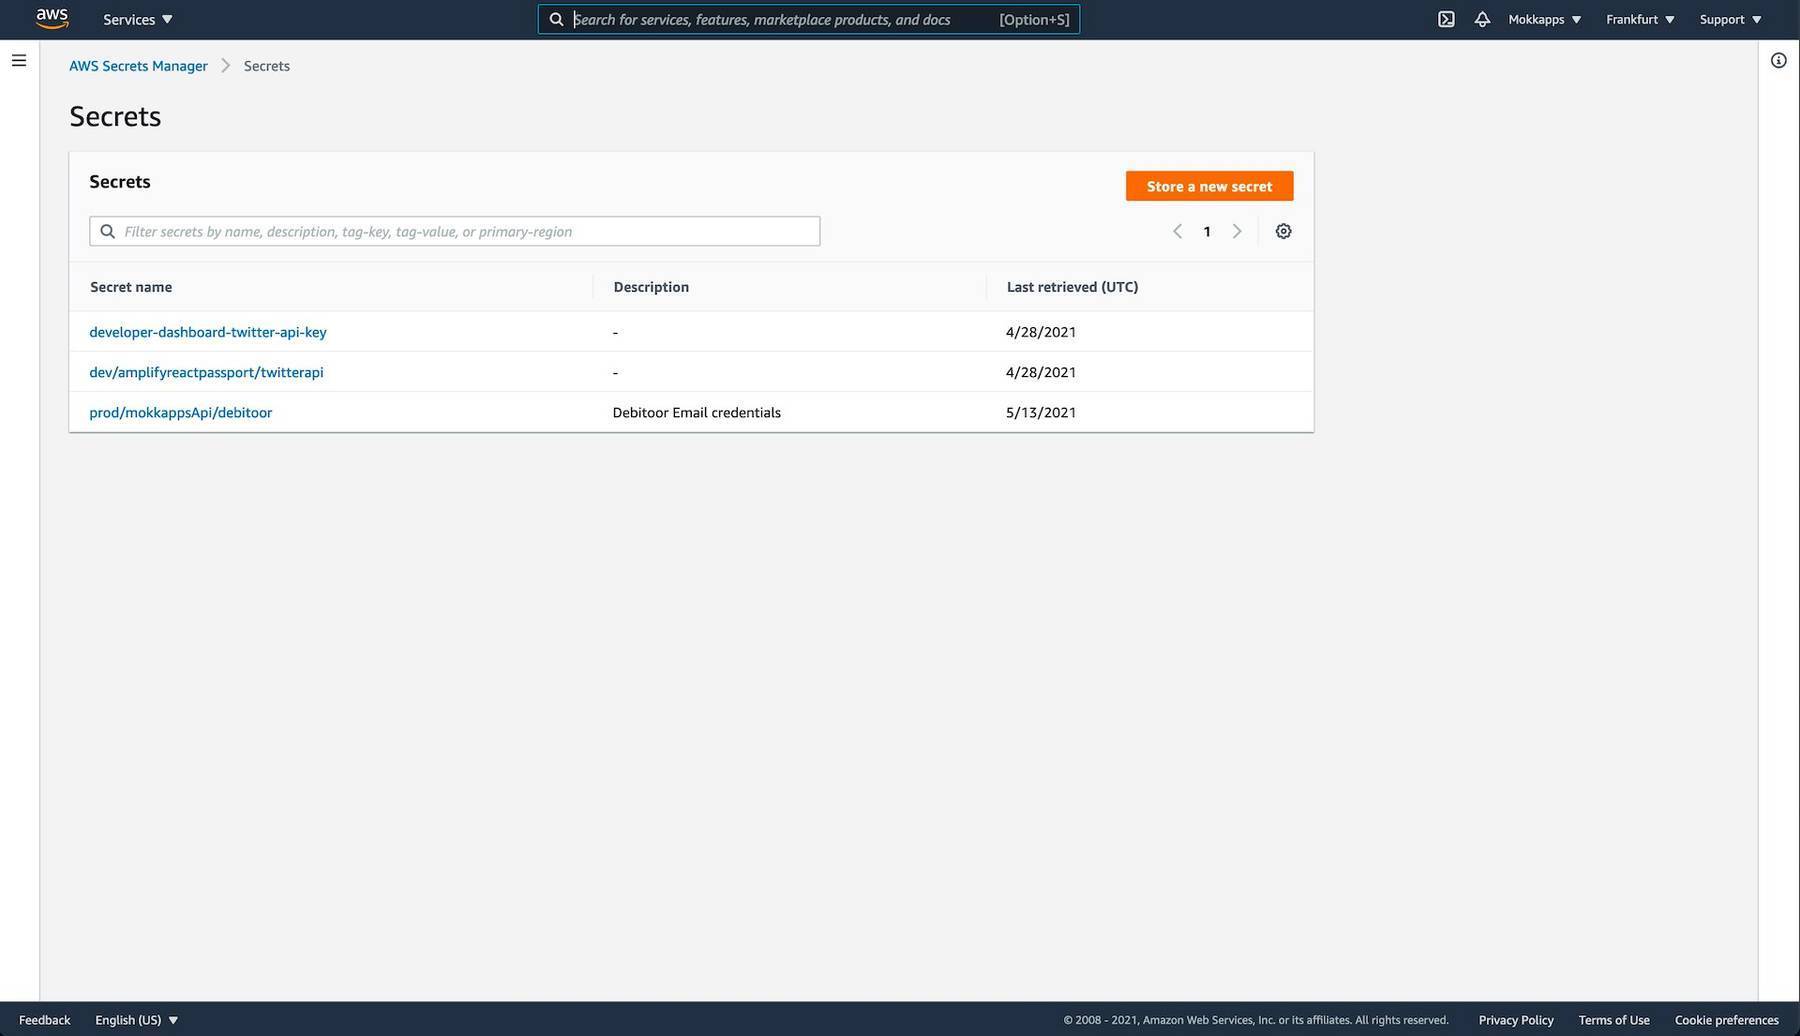 aws Services Search for services, features, marketplace products, and docs [Option+S] Mokkapps Frankfurt Support
AWS Secrets Manager Secrets
Secrets
Secrets
Store a new secret
Filter secrets by name, description, tag-key, tag-value, or primary-region 1
Secret name Description Last retrieved (UTC)
developer-dashboard-twitter-api-key - 4/28/2021
dev/amplifyreactpassport/twitterapi - 4/28/2021
prod/mokkappsApi/debitoor Debitoor Email credentials 5/13/2021
Feedback English (US) © 2008 - 2021, Amazon Web Services, Inc. or its affiliates. All rights reserved. Privacy Policy Terms of Use Cookie preferences